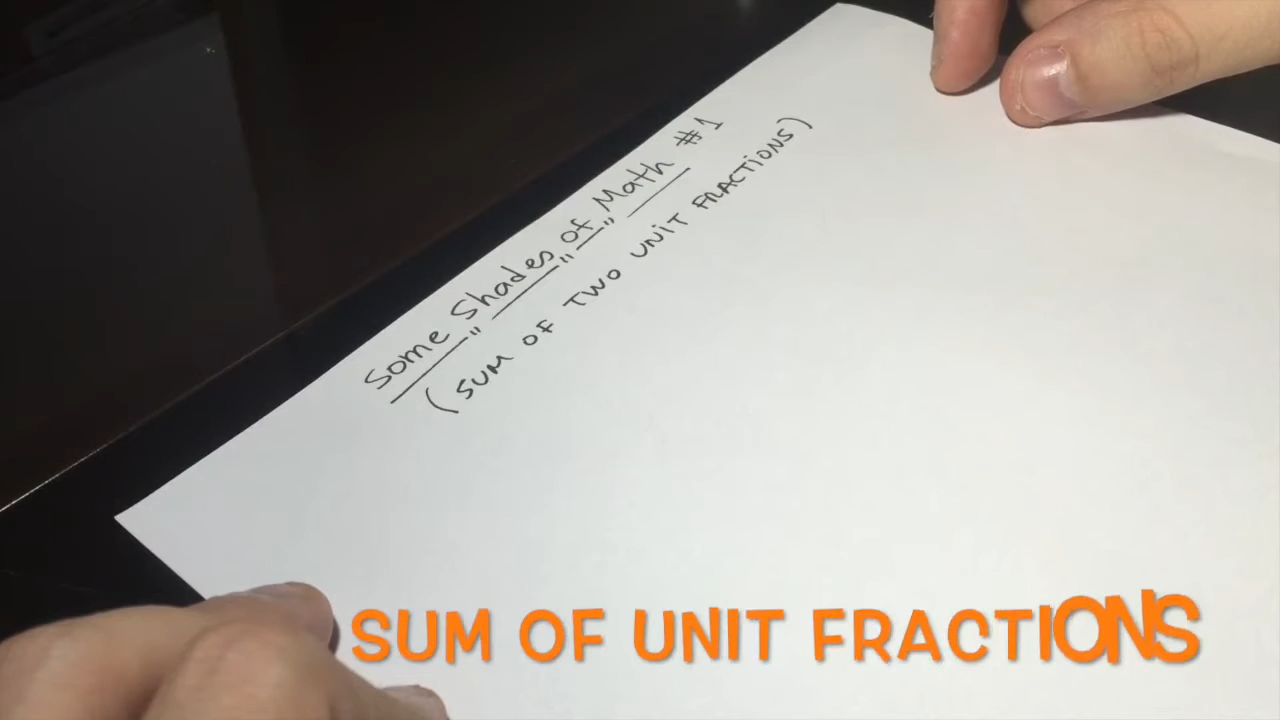 Some Shades of Math #1
(SUM OF TWO UNIT FRACTIONS)
SUM OF UNIT FRACTIONS